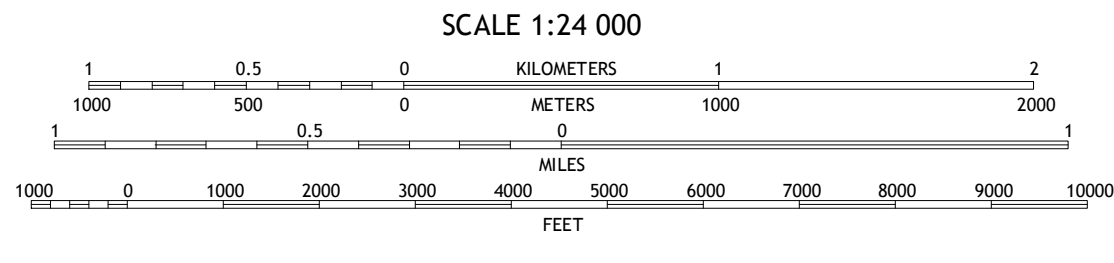 SCALE 1:24 000
1 0.5 0 KILOMETERS 1 2
1000 500 0 METERS 1000 2000
1 0.5 0 1
MILES
1000 0 1000 2000 3000 4000 5000 6000 7000 8000 9000 10000
FEET